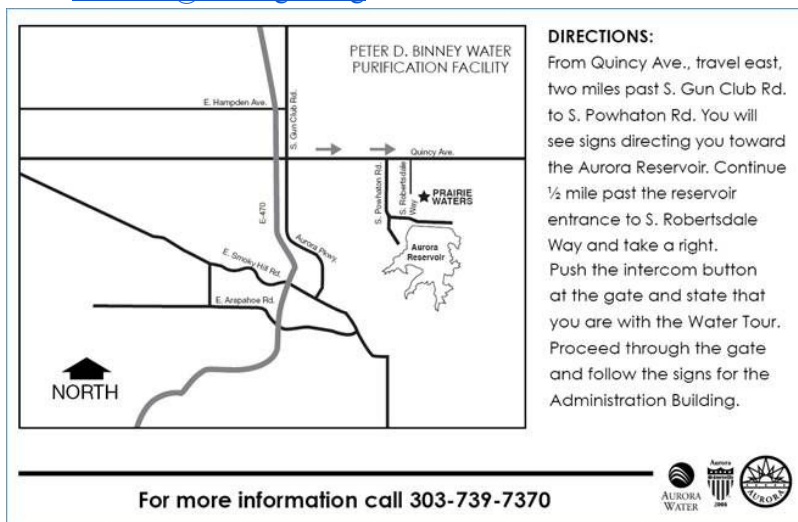 PETER D. BINNEY WATER
PURIFICATION FACILITY
E. Hampden Ave.
S. Gun Club Rd.
Quincy Ave.
S. Powhaton Rd.
S. Robertsdale
Way
PRAIRIE
WATERS
E-470
Aurora Pkwy.
Aurora
Reservoir
E. Smoky Hill Rd.
E. Arapahoe Rd.
NORTH
DIRECTIONS:
From Quincy Ave., travel east,
two miles past S. Gun Club Rd.
to S. Powhaton Rd. You will
see signs directing you toward
the Aurora Reservoir. Continue
½ mile past the reservoir
entrance to S. Robertsdale
Way and take a right.
Push the intercom button
at the gate and state that
you are with the Water Tour.
Proceed through the gate
and follow the signs for the
Administration Building.
For more information call 303-739-7370
AURORA
WATER
Aurora
2008
AURORA